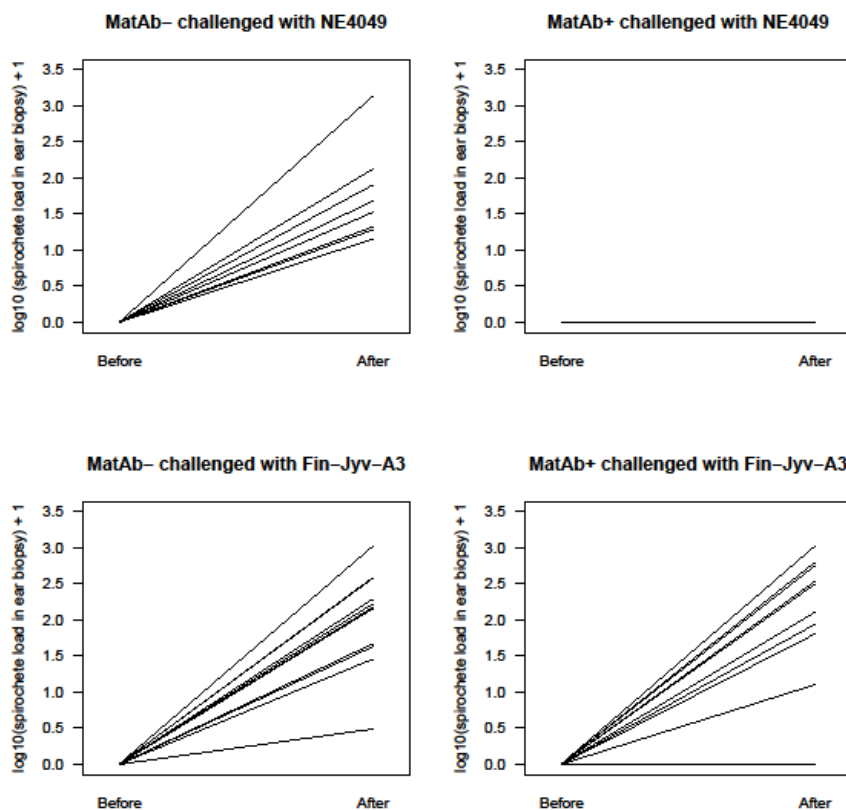 MatAb− challenged with NE4049
MatAb+ challenged with NE4049
log10 (spirochete load in ear biopsy) + 1
3.5
3.0
2.5
2.0
1.5
1.0
0.5
0.0
Before
After
log10 (spirochete load in ear biopsy) + 1
3.5
3.0
2.5
2.0
1.5
1.0
0.5
0.0
Before
After
MatAb− challenged with Fin−Jyv−A3
MatAb+ challenged with Fin−Jyv−A3
log10(spirochete load in ear biopsy) + 1
3.5
3.0
2.5
2.0
1.5
1.0
0.5
0.0
Before
After
log10(spirochete load in ear biopsy) + 1
3.5
3.0
2.5
2.0
1.5
1.0
0.5
0.0
Before
After